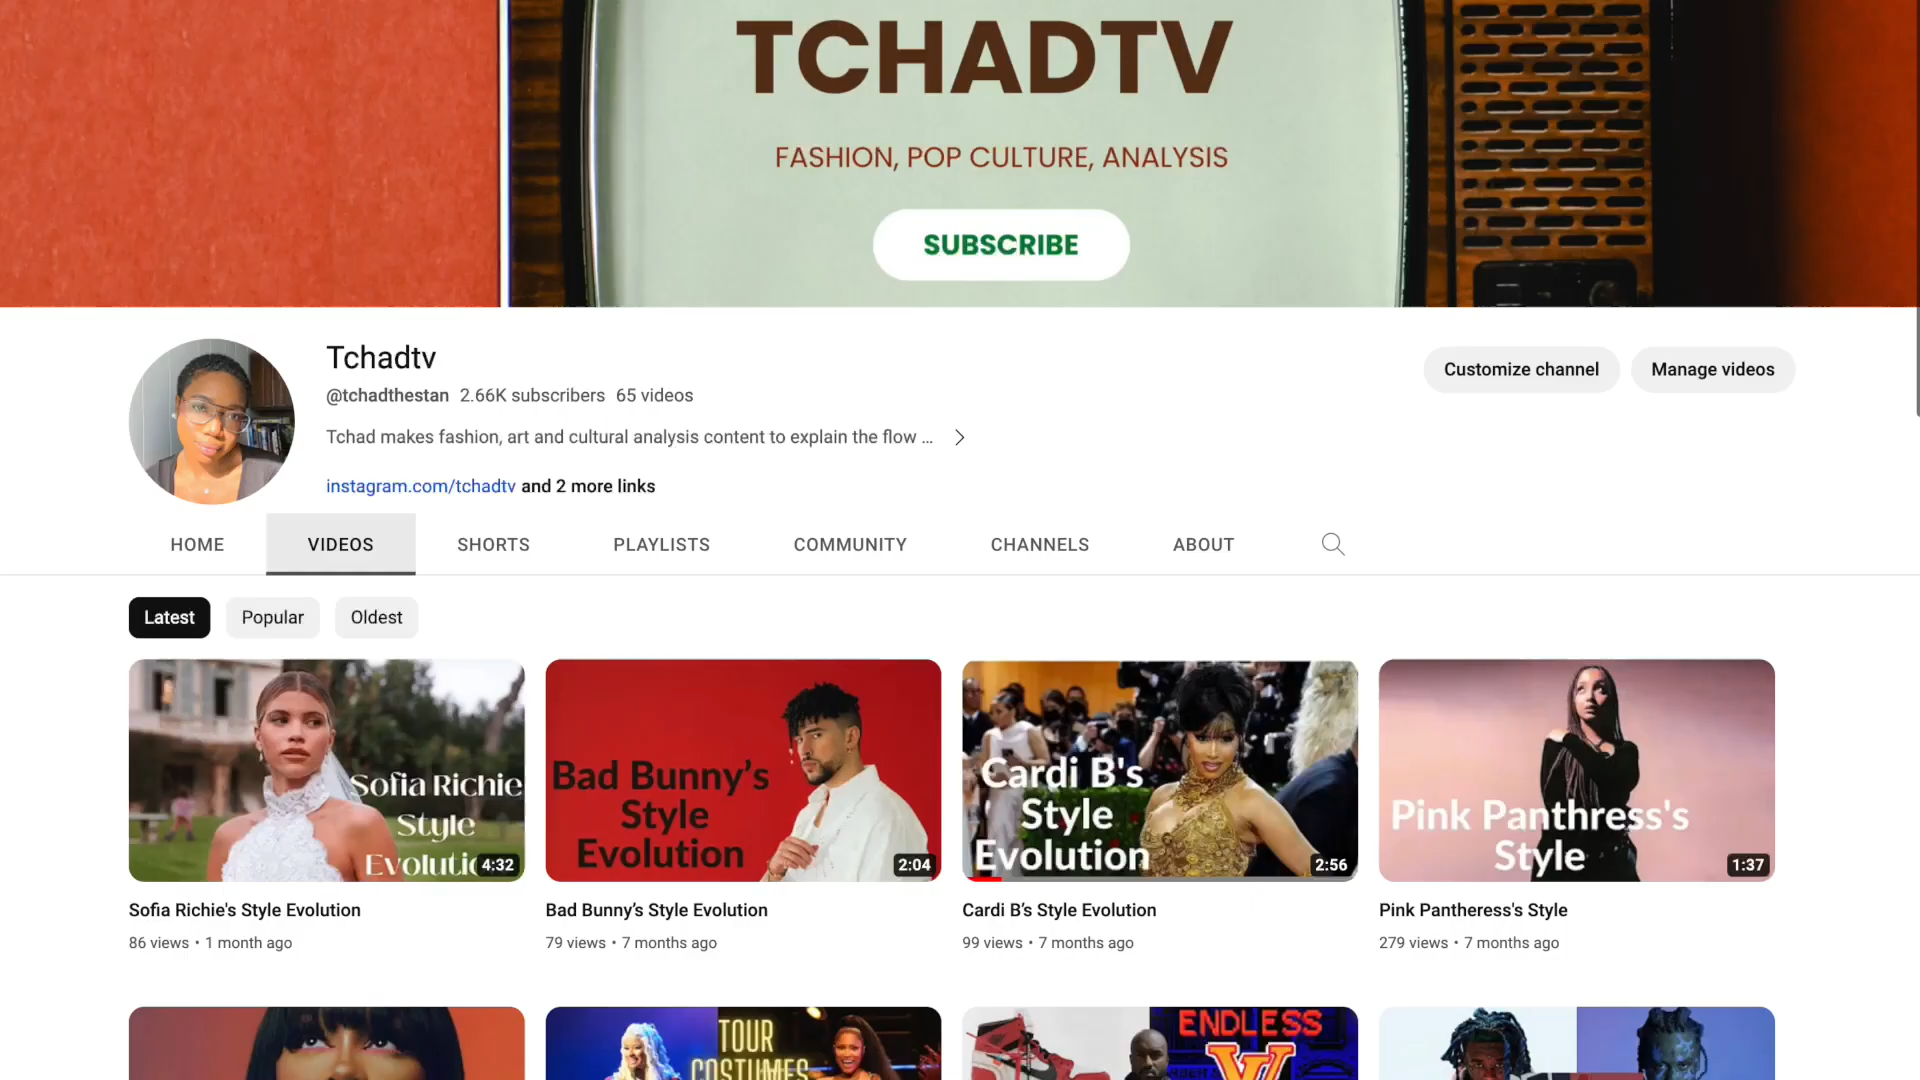 TCHADTV
FASHION, POP CULTURE, ANALYSIS
SUBSCRIBE
Tchadtv
@tchadthestan 2.66K subscribers 65 videos
Tchad makes fashion, art and cultural analysis content to explain the flow ...
instagram.com/tchadtv and 2 more links
Customize channel
Manage videos
HOME
VIDEOS
SHORTS
PLAYLISTS
COMMUNITY
CHANNELS
ABOUT
Latest
Popular
Oldest
Sofia Richie
Style
Evolutio
4:32
Bad Bunny’s
Style
Evolution
2:04
Cardi B's
Style
Evolution
2:56
Pink Panthress's
Style
1:37
Sofia Richie's Style Evolution
86 views • 1 month ago
Bad Bunny’s Style Evolution
79 views • 7 months ago
Cardi B’s Style Evolution
99 views • 7 months ago
Pink Pantheress's Style
279 views • 7 months ago
TOUR
COSTUMES
ENDLESS